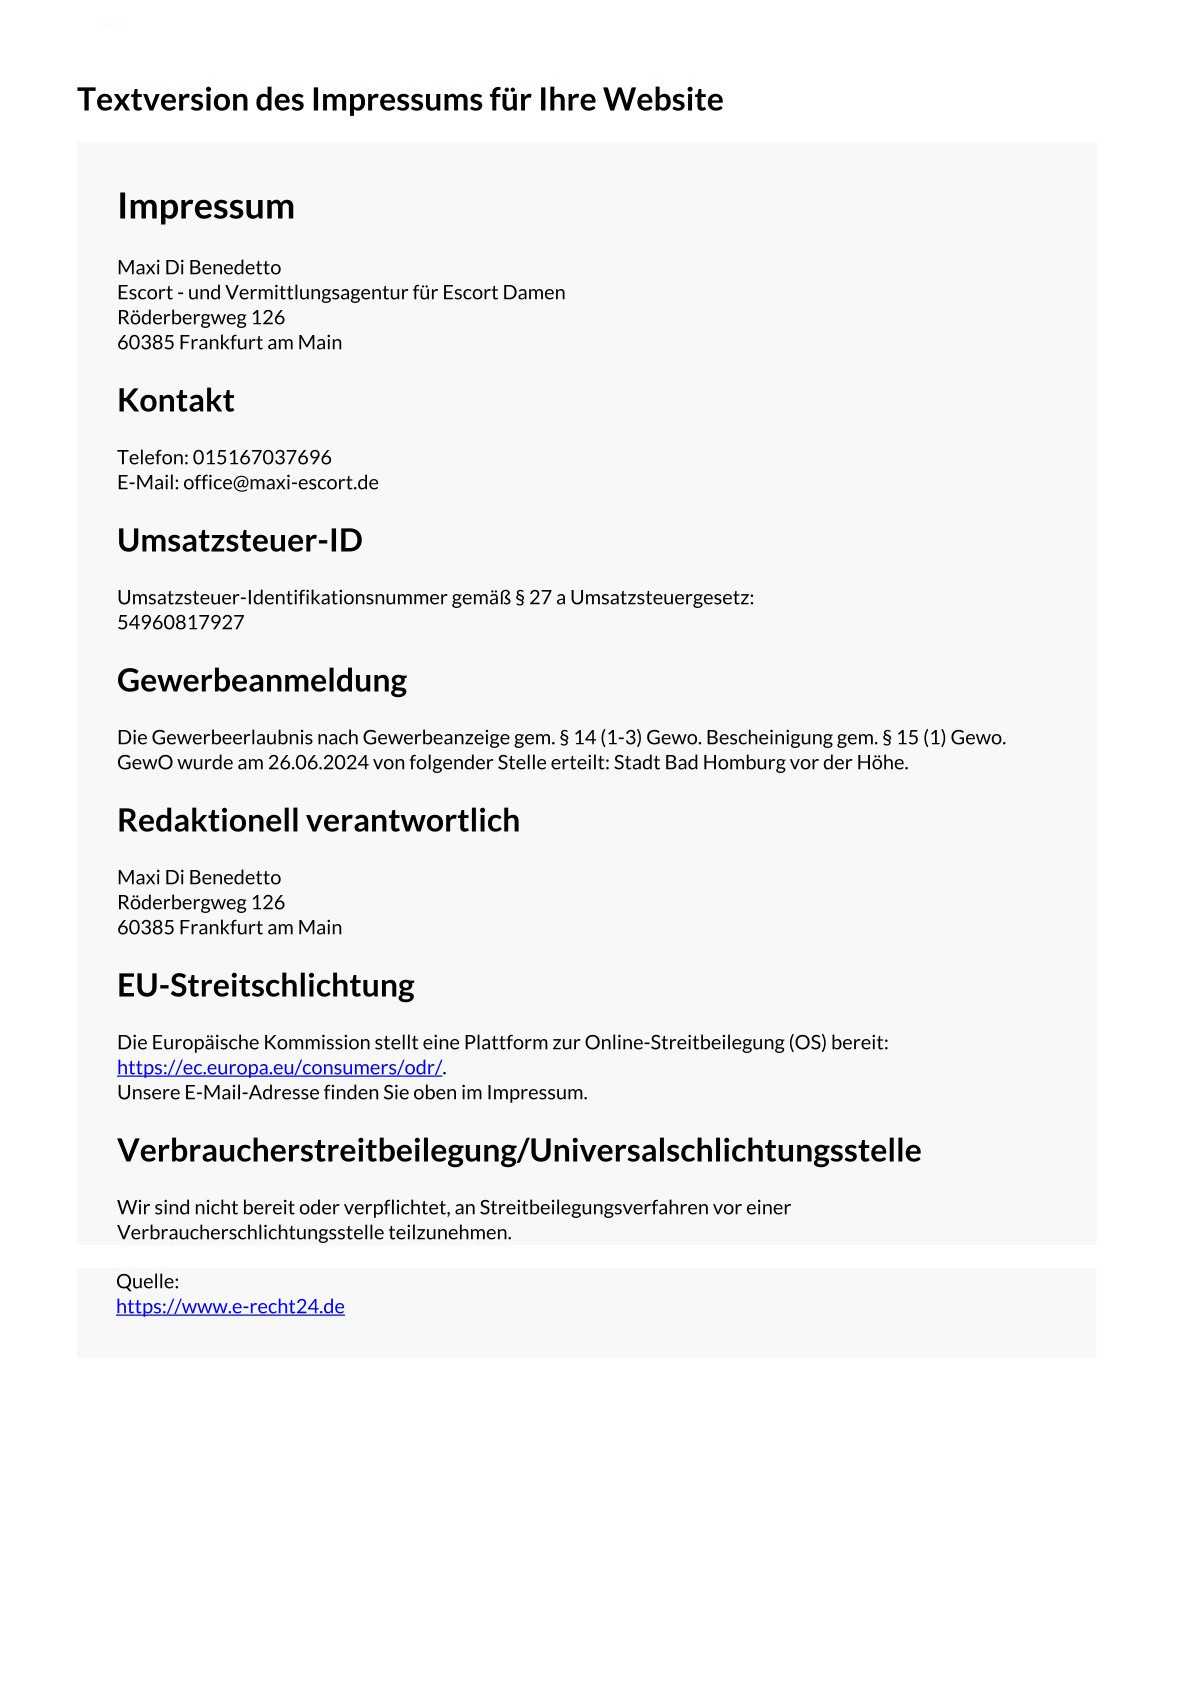 Textversion des Impressums für Ihre Website
Impressum
Maxi Di Benedetto
Escort - und Vermittlungsagentur für Escort Damen
Röderbergweg 126
60385 Frankfurt am Main
Kontakt
Telefon: 015167037696
E-Mail: office@maxi-escort.de
Umsatzsteuer-ID
Umsatzsteuer-Identifikationsnummer gemäß § 27 a Umsatzsteuergesetz:
54960817927
Gewerbeanmeldung
Die Gewerbeerlaubnis nach Gewerbeanzeige gem. § 14 (1-3) Gewo. Bescheinigung gem. § 15 (1) Gewo.
GewO wurde am 26.06.2024 von folgender Stelle erteilt: Stadt Bad Homburg vor der Höhe.
Redaktionell verantwortlich
Maxi Di Benedetto
Röderbergweg 126
60385 Frankfurt am Main
EU-Streitschlichtung
Die Europäische Kommission stellt eine Plattform zur Online-Streitbeilegung (OS) bereit:
https://ec.europa.eu/consumers/odr/.
Unsere E-Mail-Adresse finden Sie oben im Impressum.
Verbraucherstreitbeilegung/Universalschlichtungsstelle
Wir sind nicht bereit oder verpflichtet, an Streitbeilegungsverfahren vor einer
Verbraucherschlichtungsstelle teilzunehmen.
Quelle:
https://www.e-recht24.de